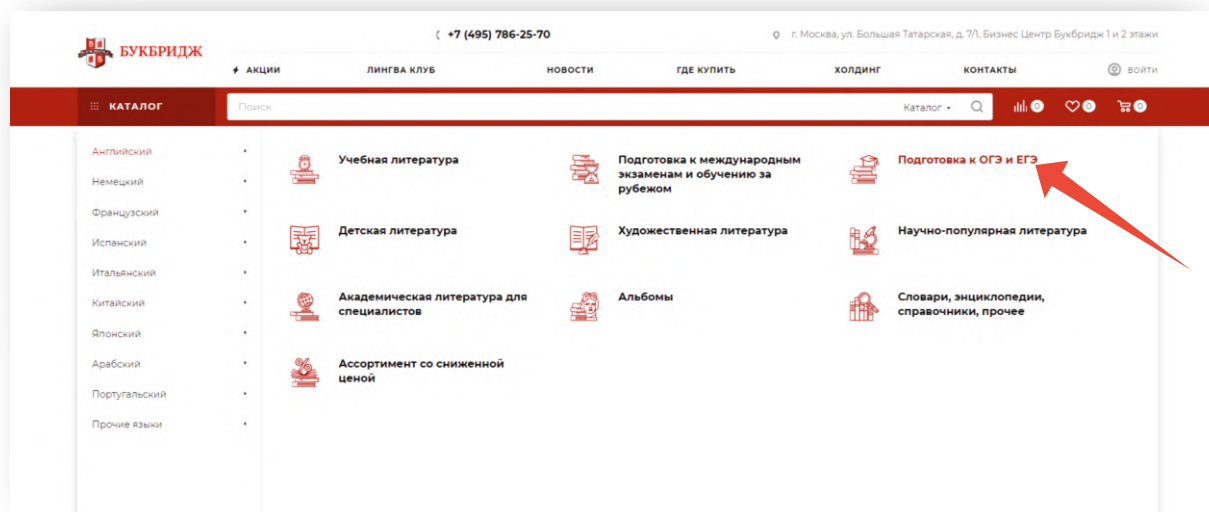 БУКБРИДЖ
+7 (495) 786-25-70
г. Москва, ул. Большая Татарская, д. 7/1, Бизнес Центр Букбридж 1 и 2 этажи
АКЦИИ ЛИНГВА КЛУБ НОВОСТИ ГДЕ КУПИТЬ ХОЛДИНГ КОНТАКТЫ ВОЙТИ
КАТАЛОГ Поиск Каталог 0 0 0
Английский
Немецкий
Французский
Испанский
Итальянский
Китайский
Японский
Арабский
Португальский
Прочие языки
Учебная литература
Подготовка к международным
экзаменам и обучению за
рубежом
Подготовка к ОГЭ и ЕГЭ
Детская литература
Художественная литература
Научно-популярная литература
Академическая литература для
специалистов
Альбомы
Словари, энциклопедии,
справочники, прочее
Ассортимент со сниженной
ценой